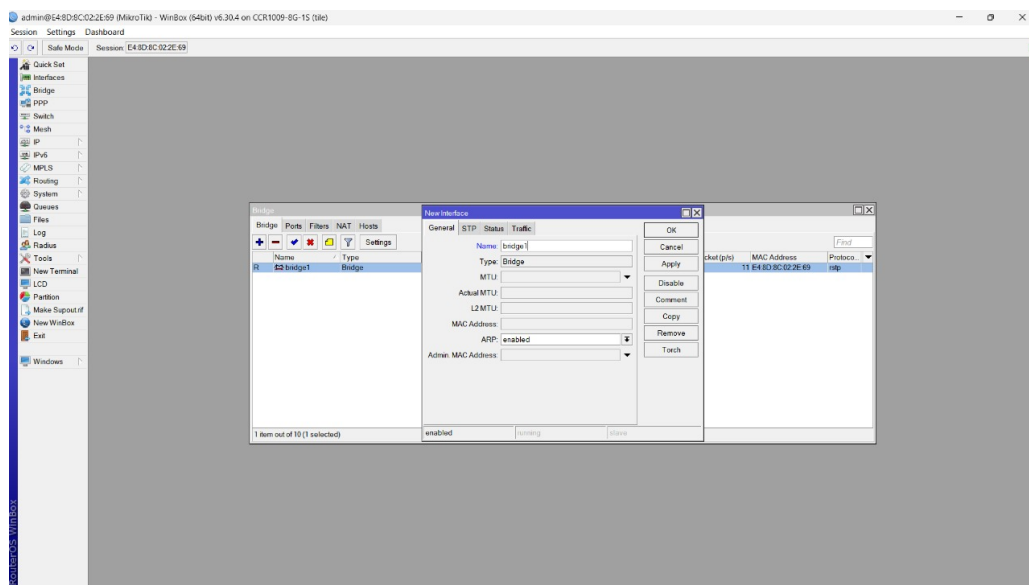 admin@E4:8D:8C:02:2E:69 (MikroTik) - WinBox (64bit) v6.30.4 on CCR1009-8G-1S (tile)
Session Settings Dashboard
Safe Mode Session: E4:8D:8C:02:2E:69
Quick Set
Interfaces
Bridge
PPP
Switch
Mesh
IP
IPv6
MPLS
Routing
System
Queues
Files
Log
Radius
Tools
New Terminal
LCD
Partition
Make Supout.rif
New WinBox
Exit
Windows
RouterOS WinBox
Bridge
Bridge Ports Filters NAT Hosts
Settings
Find
Name Type cket (p/s) MAC Address Protoco...
R bridge1 Bridge 11 E4:8D:8C:02:2E:69 rstp
1 item out of 10 (1 selected)
New Interface
General STP Status Traffic
Name: bridge1
Type: Bridge
MTU:
Actual MTU:
L2 MTU:
MAC Address:
ARP: enabled
Admin. MAC Address:
OK
Cancel
Apply
Disable
Comment
Copy
Remove
Torch
enabled running slave